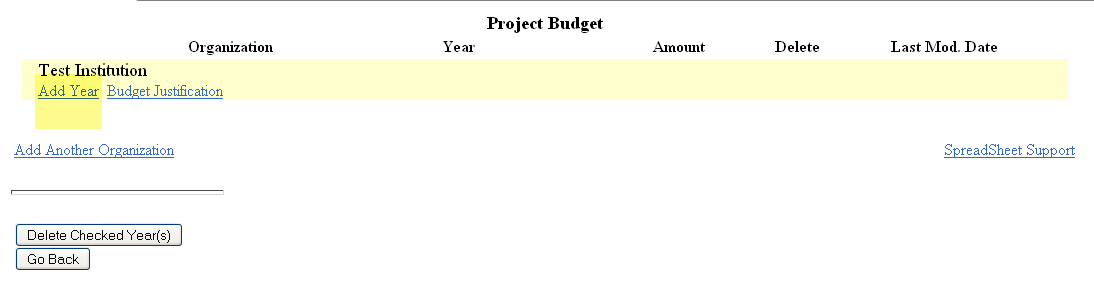 Project Budget
Organization Year Amount Delete Last Mod. Date
Test Institution
Add Year Budget Justification
Add Another Organization SpreadSheet Support
Delete Checked Year(s)
Go Back